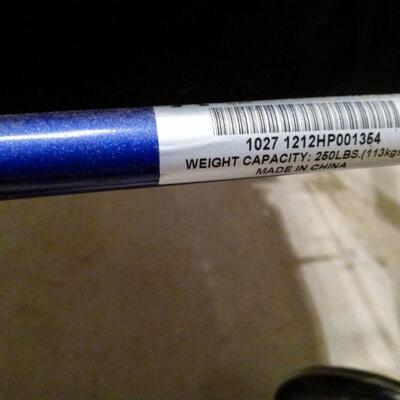 1027 1212HP001354
WEIGHT CAPACITY: 250LBS.(113kgs
MADE IN CHINA